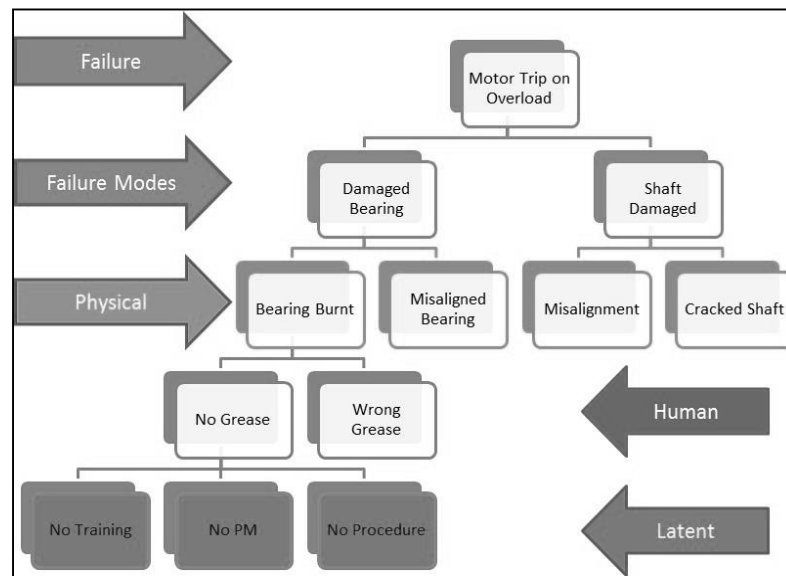 Failure
Motor Trip on
Overload
Failure Modes
Damaged
Bearing
Shaft
Damaged
Physical
Bearing Burnt
Misaligned
Bearing
Misalignment
Cracked Shaft
No Grease
Wrong
Grease
Human
No Training
No PM
No Procedure
Latent